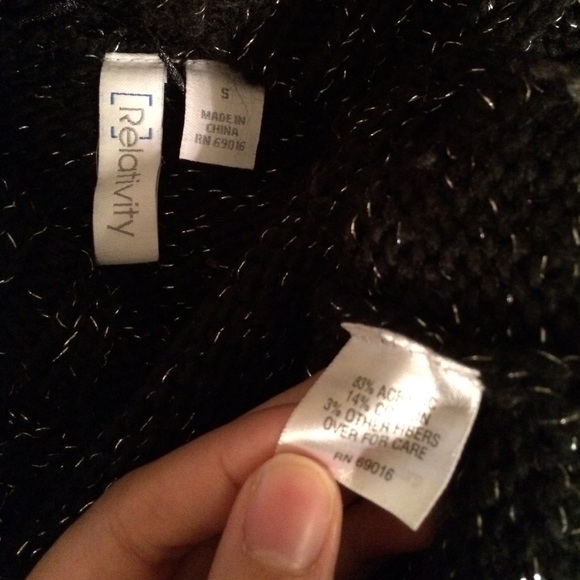 [RE]lativity
S
MADE IN
CHINA
RN 69016
83% ACRYLIC
14% COTTON
3% OTHER FIBERS
OVER FOR CARE
RN 69016